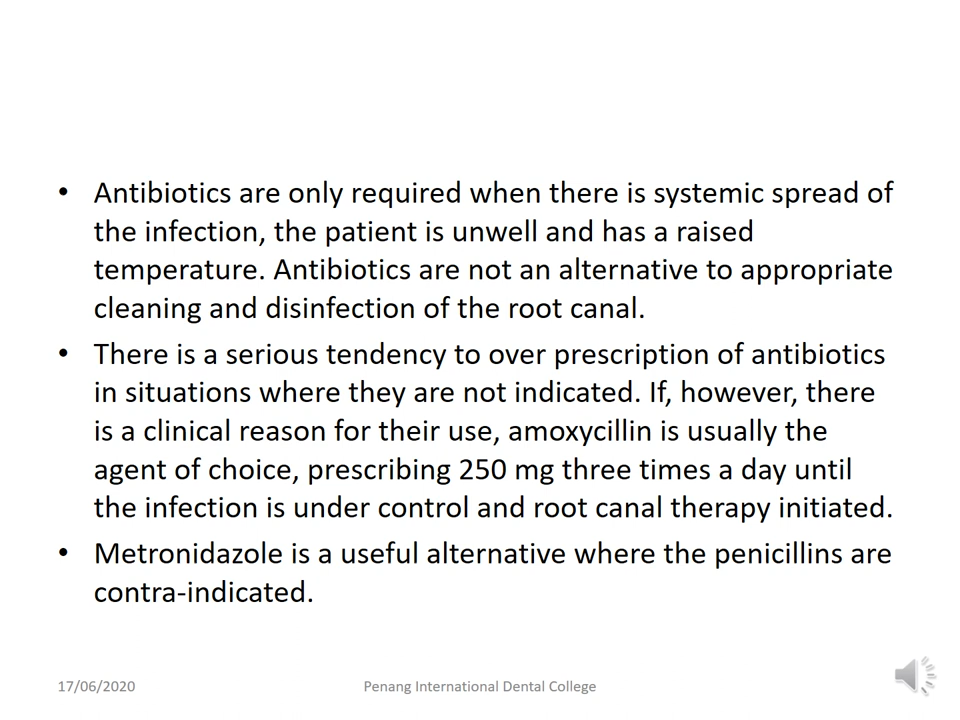 • Antibiotics are only required when there is systemic spread of
the infection, the patient is unwell and has a raised
temperature. Antibiotics are not an alternative to appropriate
cleaning and disinfection of the root canal.
• There is a serious tendency to over prescription of antibiotics
in situations where they are not indicated. If, however, there
is a clinical reason for their use, amoxycillin is usually the
agent of choice, prescribing 250 mg three times a day until
the infection is under control and root canal therapy initiated.
• Metronidazole is a useful alternative where the penicillins are
contra-indicated.
17/06/2020
Penang International Dental College